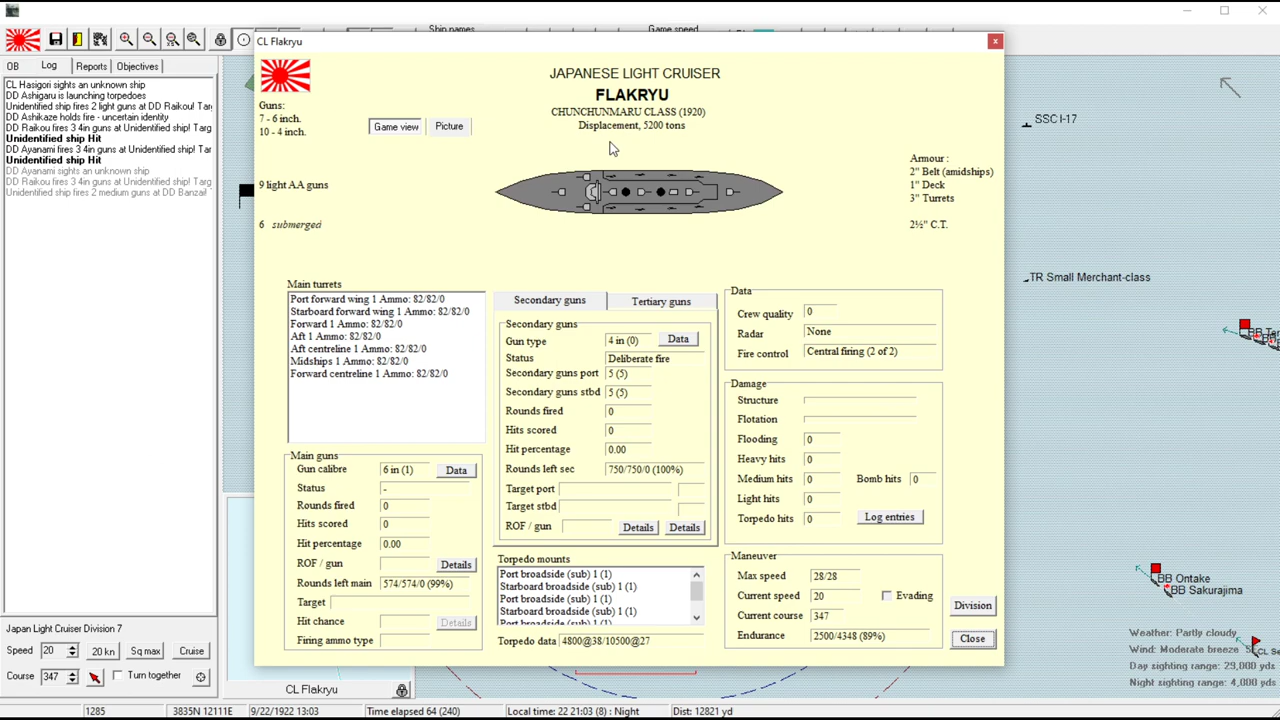 Ship names
Game speed
CL Flakryu
OB
Log
Reports
Objectives
CL Hasigori sights an unknown ship
DD Ashigaru is launching torpedoes
Unidentified ship fires 2 light guns at DD Raikou! Targ
DD Ashikaze holds fire - uncertain identity
DD Raikou fires 3 4in guns at Unidentified ship! Targ
Unidentified ship Hit
DD Ayanami fires 3 4in guns at Unidentified ship! Targ
Unidentified ship Hit
DD Ayanami sights an unknown ship
DD Raikou fires 3 4in guns at Unidentified ship! Targ
Unidentified ship fires 2 medium guns at DD Banzai!
JAPANESE LIGHT CRUISER
FLAKRYU
CHUNCHUNMARU CLASS (1920)
Displacement, 5200 tons
Guns:
7 - 6 inch.
10 - 4 inch.
Game view
Picture
9 light AA guns
6 submerged
Armour :
2" Belt (amidships)
1" Deck
3" Turrets
2½" C.T.
SSC I-17
TR Small Merchant-class
BB Ontake
BB Sakurajima
Main turrets
Port forward wing 1 Ammo: 82/82/0
Starboard forward wing 1 Ammo: 82/82/0
Forward 1 Ammo: 82/82/0
Aft 1 Ammo: 82/82/0
Aft centreline 1 Ammo: 82/82/0
Midships 1 Ammo: 82/82/0
Forward centreline 1 Ammo: 82/82/0
Main guns
Gun calibre 6 in (1) Data
Status -
Rounds fired 0
Hits scored 0
Hit percentage 0.00
ROF / gun Details
Rounds left main 574/574/0 (99%)
Target
Hit chance Details
Firing ammo type
Secondary guns
Tertiary guns
Secondary guns
Gun type 4 in (0) Data
Status Deliberate fire
Secondary guns port 5 (5)
Secondary guns stbd 5 (5)
Rounds fired 0
Hits scored 0
Hit percentage 0.00
Rounds left sec 750/750/0 (100%)
Target port
Target stbd
ROF / gun Details Details
Torpedo mounts
Port broadside (sub) 1 (1)
Starboard broadside (sub) 1 (1)
Port broadside (sub) 1 (1)
Starboard broadside (sub) 1 (1)
Port broadside (sub) 1 (1)
Torpedo data 4800@38/10500@27
Data
Crew quality 0
Radar None
Fire control Central firing (2 of 2)
Damage
Structure
Flotation
Flooding 0
Heavy hits 0
Medium hits 0 Bomb hits 0
Light hits 0
Torpedo hits 0 Log entries
Maneuver
Max speed 28/28
Current speed 20 Evading
Current course 347
Endurance 2500/4348 (89%)
Division
Close
Weather: Partly cloudy
Wind: Moderate breeze
Day sighting range: 29,000 yds
Night sighting range: 4,000 yds
Japan Light Cruiser Division 7
Speed 20 20 kn Sq max Cruise
Course 347 Turn together
CL Flakryu
1285
3835N 12111E
9/22/1922 13:03
Time elapsed 64 (240)
Local time: 22 21:03 (8) : Night
Dist: 12821 yd